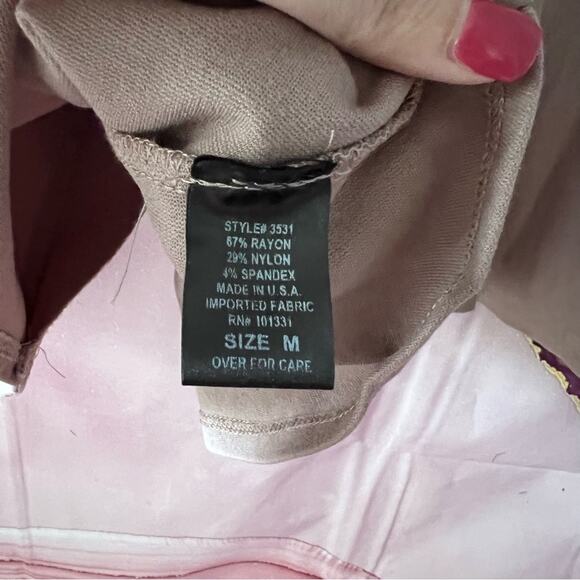 STYLE# 3531
67% RAYON
29% NYLON
4% SPANDEX
MADE IN U.S.A.
IMPORTED FABRIC
RN# 101331
SIZE M
OVER FOR CARE